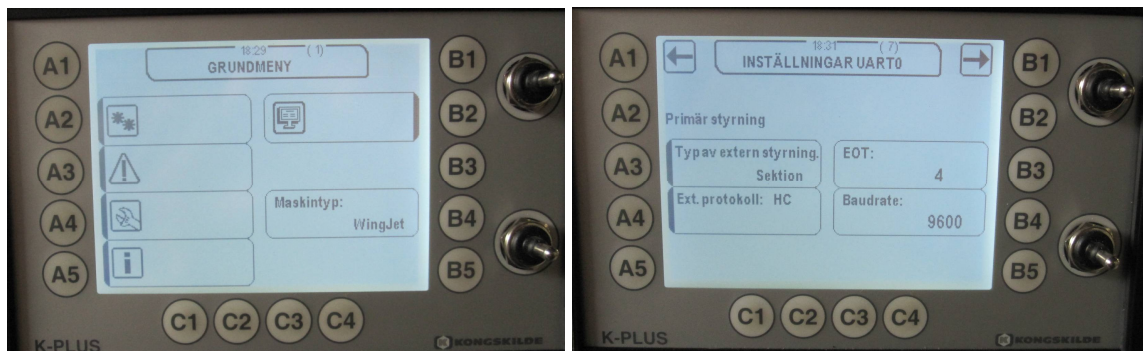 18:29 (1)
GRUNDMENY
A1
A2
A3
A4
A5
Maskintyp:
WingJet
B1
B2
B3
B4
B5
C1 C2 C3 C4
K-PLUS
KONGSKILDE
18:31 (7)
INSTÄLLNINGAR UART0
A1
A2
A3
A4
A5
Primär styrning
Typ av extern styrning.
Sektion
EOT:
4
Ext. protokoll: HC
Baudrate:
9600
B1
B2
B3
B4
B5
C1 C2 C3 C4
K-PLUS
KONGSKILDE